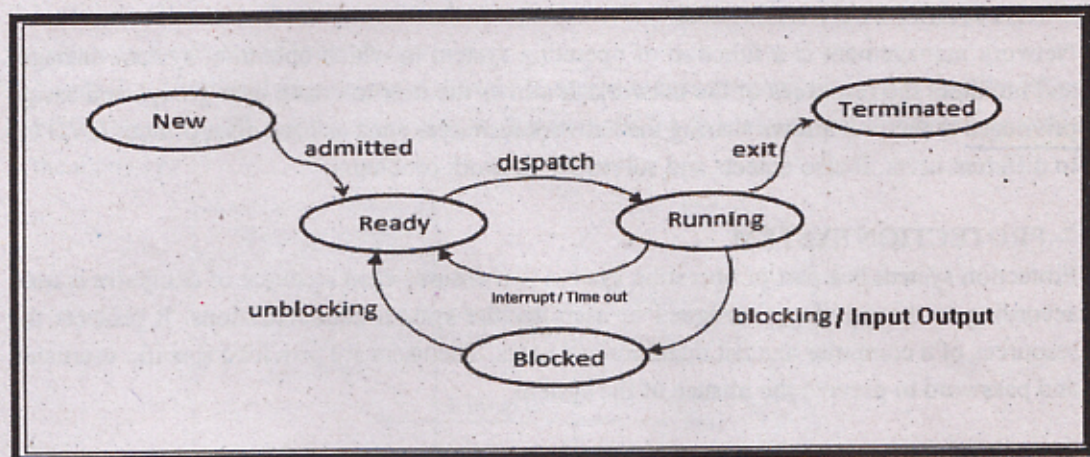 New
Terminated
admitted
exit
dispatch
Ready
Running
Interrupt / Time out
unblocking
blocking / Input Output
Blocked